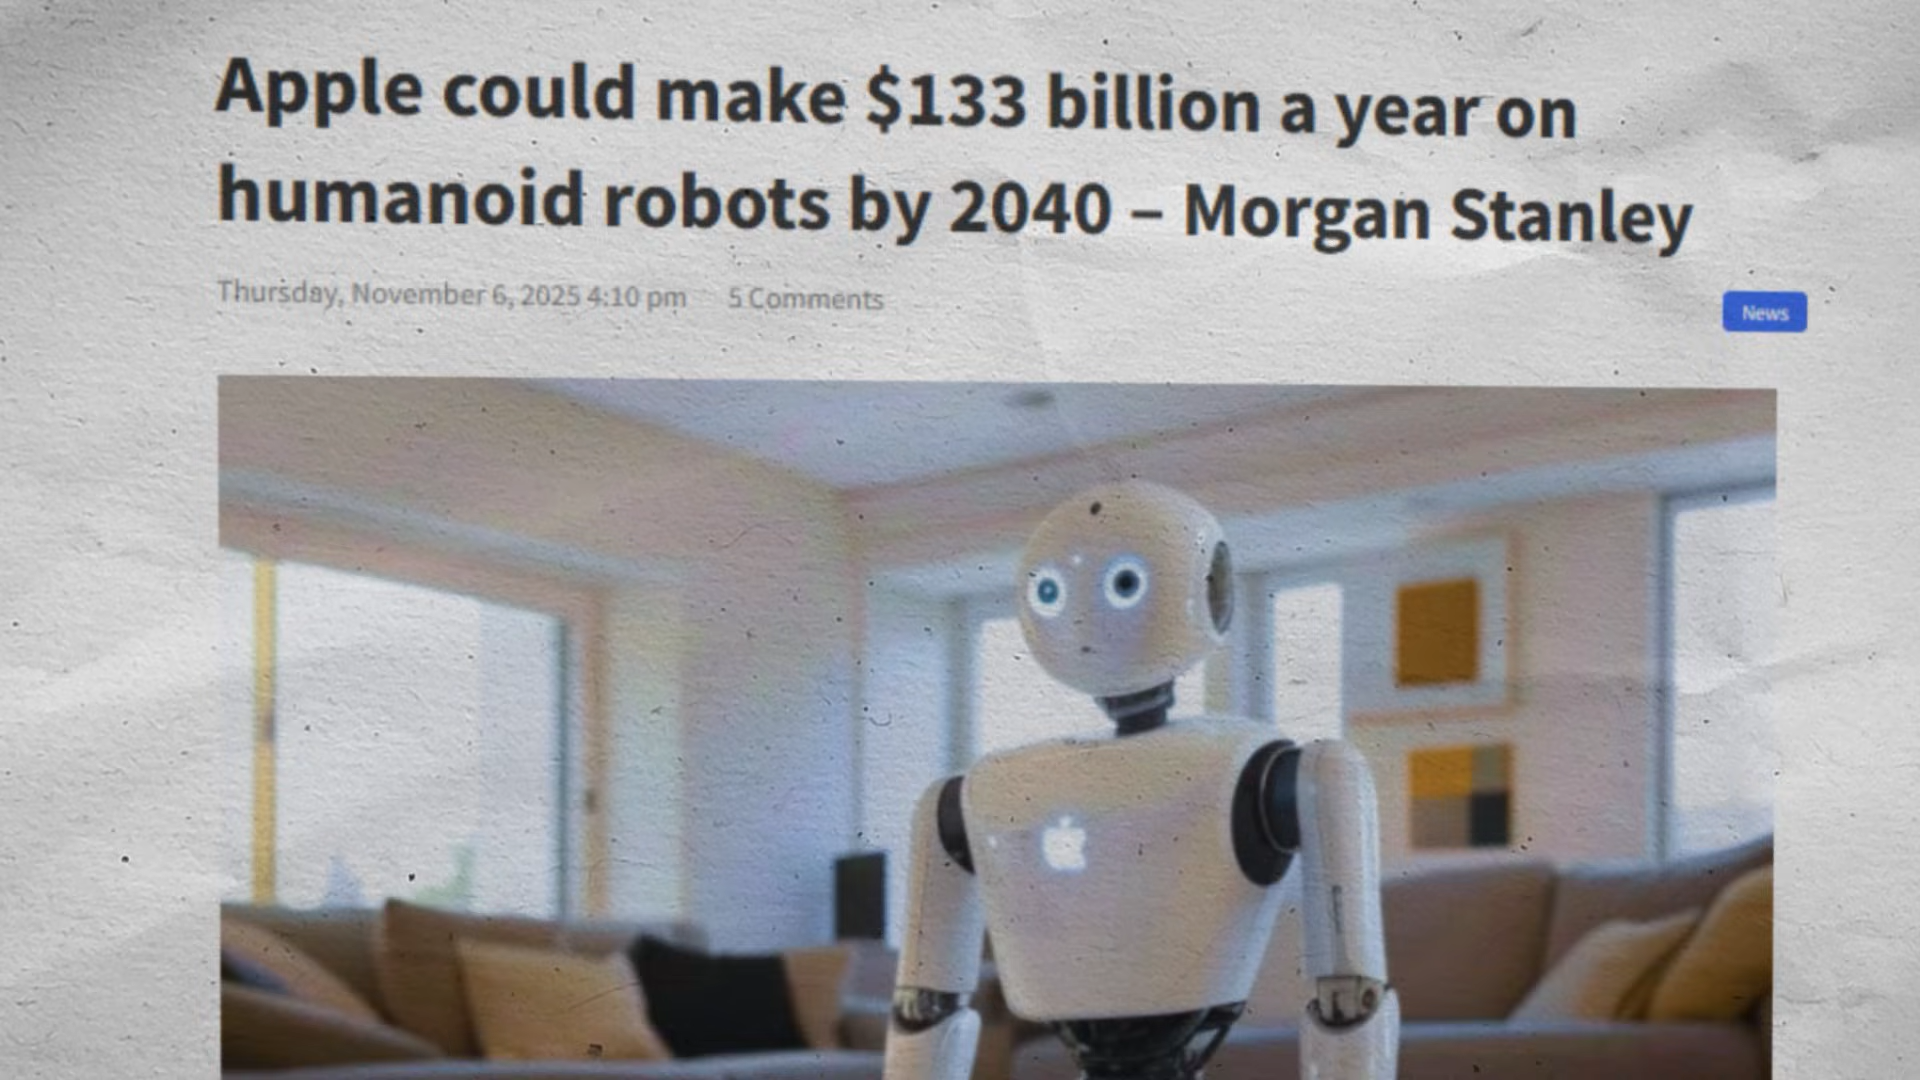 Apple could make $133 billion a year on
humanoid robots by 2040 – Morgan Stanley
Thursday, November 6, 2025 4:10 pm 5 Comments
News